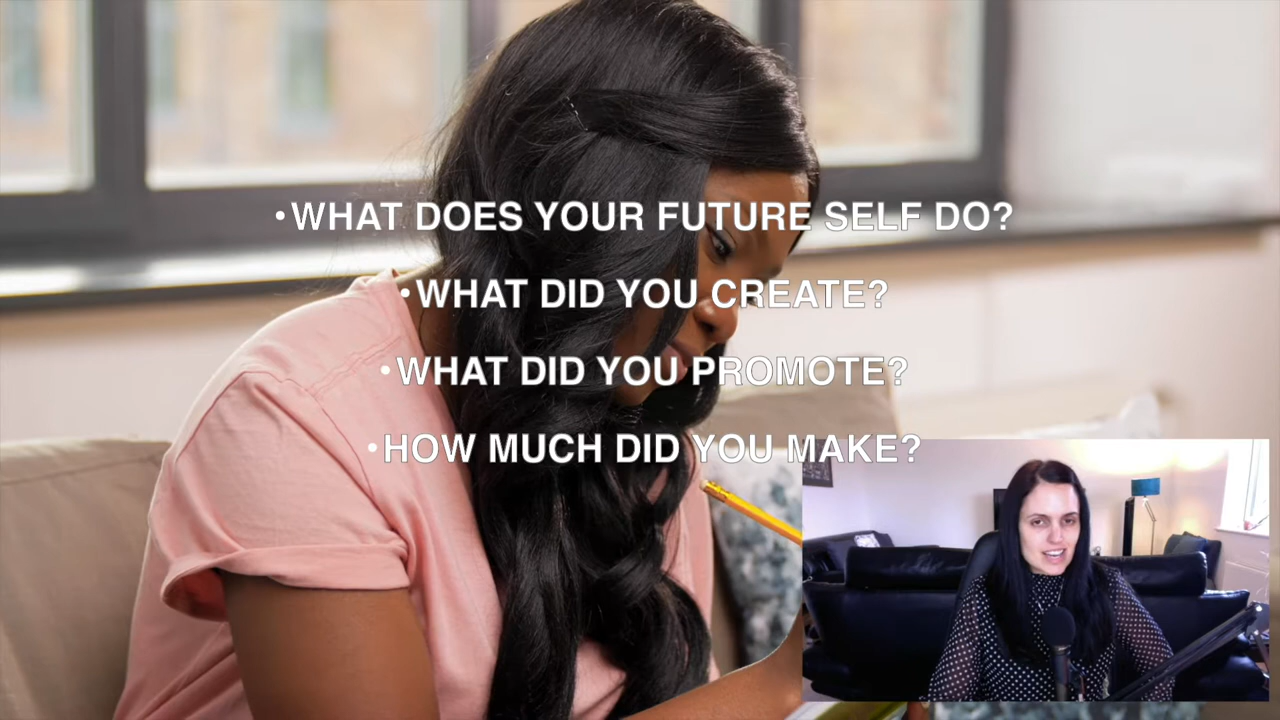 •WHAT DOES YOUR FUTURE SELF DO?
•WHAT DID YOU CREATE?
•WHAT DID YOU PROMOTE?
•HOW MUCH DID YOU MAKE?